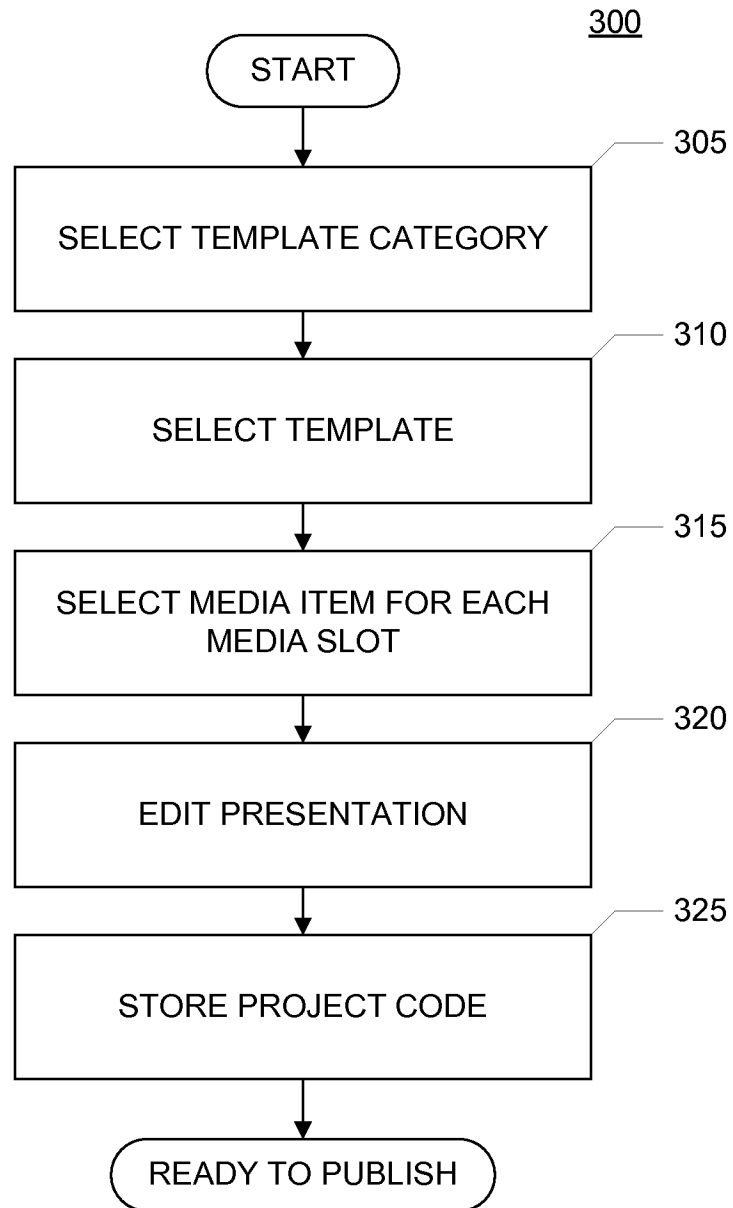 300
START
305
SELECT TEMPLATE CATEGORY
310
SELECT TEMPLATE
315
SELECT MEDIA ITEM FOR EACH
MEDIA SLOT
320
EDIT PRESENTATION
325
STORE PROJECT CODE
READY TO PUBLISH